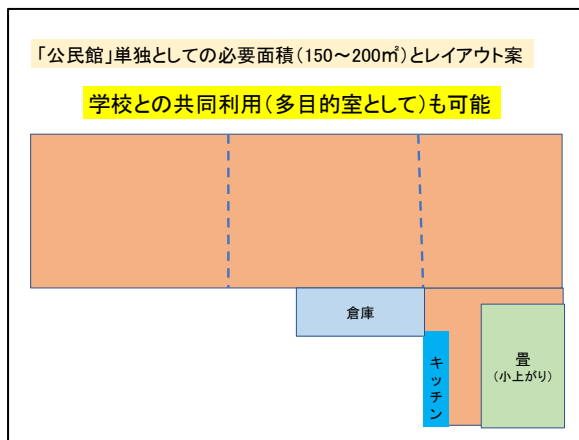 「公民館」単独としての必要面積(150～200㎡)とレイアウト案
学校との共同利用(多目的室として)も可能
倉庫
キッチン
畳
(小上がり)